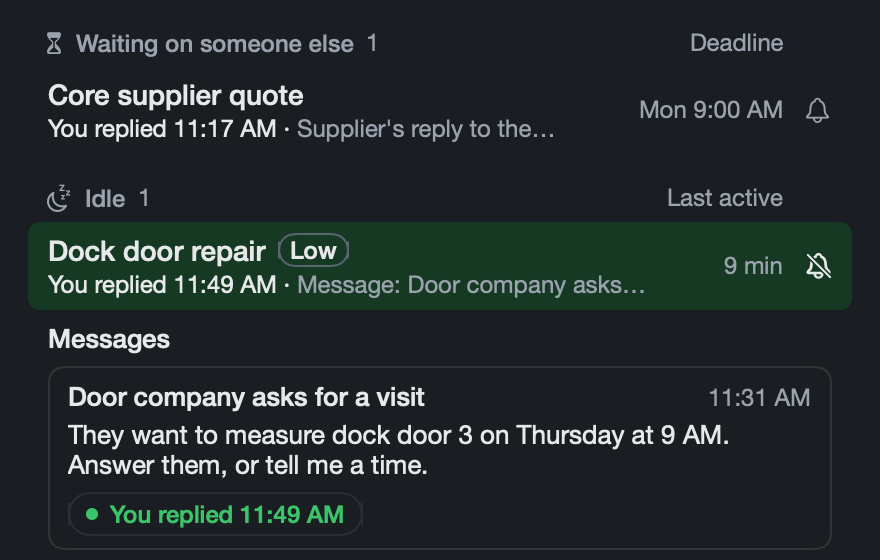 Waiting on someone else 1 Deadline
Core supplier quote
You replied 11:17 AM · Supplier's reply to the… Mon 9:00 AM
Idle 1 Last active
Dock door repair Low
You replied 11:49 AM · Message: Door company asks… 9 min
Messages
Door company asks for a visit 11:31 AM
They want to measure dock door 3 on Thursday at 9 AM.
Answer them, or tell me a time.
You replied 11:49 AM